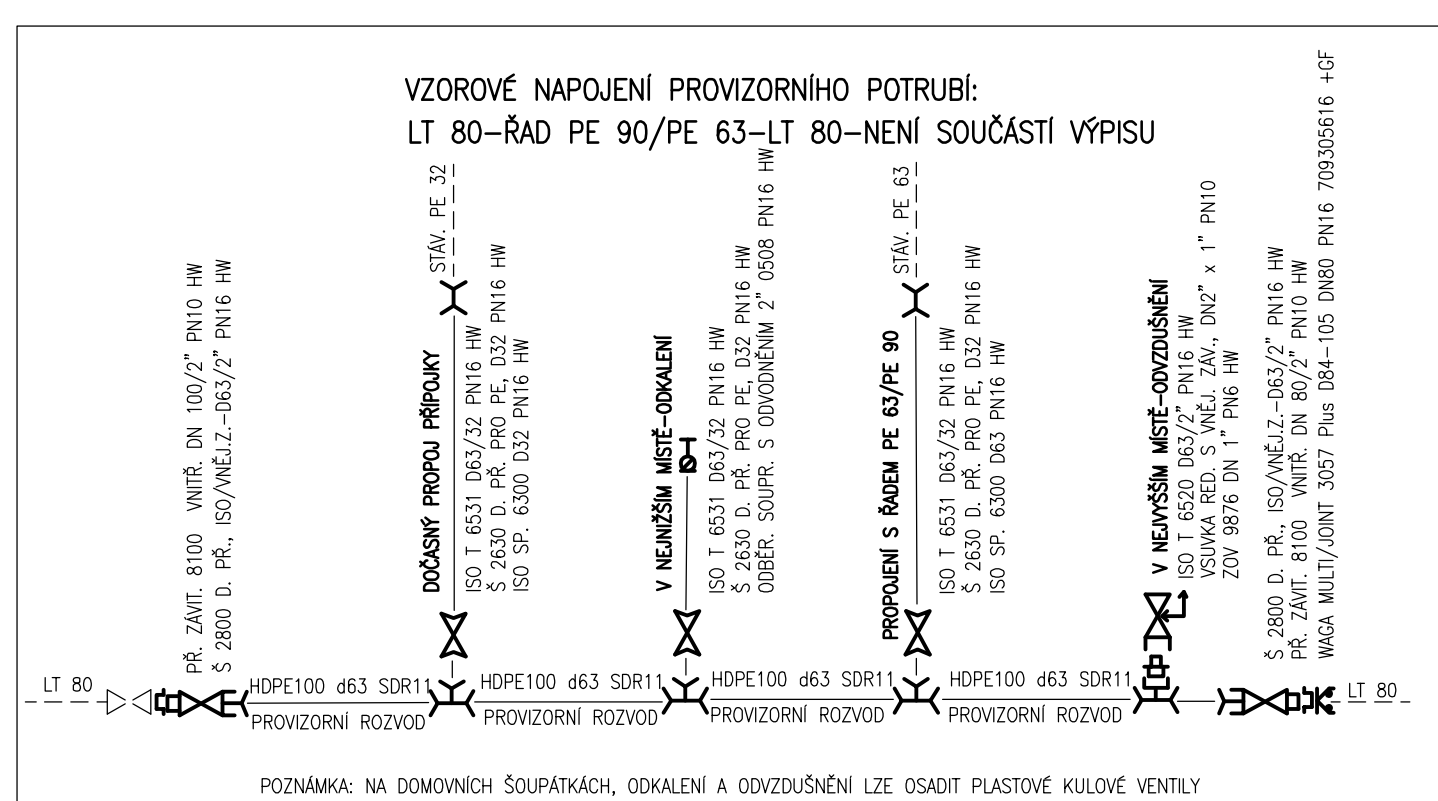 VZOROVÉ NAPOJENÍ PROVIZORNÍHO POTRUBÍ:
LT 80–ŘAD PE 90/PE 63–LT 80–NENÍ SOUČÁSTÍ VÝPISU
PŘ. ZÁVIT. 8100 VNITŘ. DN 100/2" PN10 HW
Š 2800 D. PŘ., ISO/VNĚJ.Z.–D63/2" PN16 HW
DOČASNÝ PROPOJ PŘÍPOJKY
STÁV. PE 32
ISO T 6531 D63/32 PN16 HW
Š 2630 D. PŘ. PRO PE, D32 PN16 HW
ISO SP. 6300 D32 PN16 HW
V NEJNIŽŠÍM MÍSTĚ–ODKALENÍ
ISO T 6531 D63/32 PN16 HW
Š 2630 D. PŘ. PRO PE, D32 PN16 HW
ODBĚR. SOUPR. S ODVODNĚNÍM 2" 0508 PN16 HW
PROPOJENÍ S ŘADEM PE 63/PE 90
STÁV. PE 63
ISO T 6531 D63/32 PN16 HW
Š 2630 D. PŘ. PRO PE, D32 PN16 HW
ISO SP. 6300 D63 PN16 HW
V NEJVYŠŠÍM MÍSTĚ–ODVZDUŠNĚNÍ
ISO T 6520 D63/2" PN16 HW
VSUVKA RED. S VNĚJ. ZÁV., DN2" x 1" PN10
ZOV 9876 DN 1" PN6 HW
Š 2800 D. PŘ., ISO/VNĚJ.Z.–D63/2" PN16 HW
PŘ. ZÁVIT. 8100 VNITŘ. DN 80/2" PN10 HW
WAGA MULTI/JOINT 3057 Plus D84–105 DN80 PN16 709305616 +GF
LT 80
HDPE100 d63 SDR11
PROVIZORNÍ ROZVOD
HDPE100 d63 SDR11
PROVIZORNÍ ROZVOD
HDPE100 d63 SDR11
PROVIZORNÍ ROZVOD
HDPE100 d63 SDR11
PROVIZORNÍ ROZVOD
LT 80
POZNÁMKA: NA DOMOVNÍCH ŠOUPÁTKÁCH, ODKALENÍ A ODVZDUŠNĚNÍ LZE OSADIT PLASTOVÉ KULOVÉ VENTILY